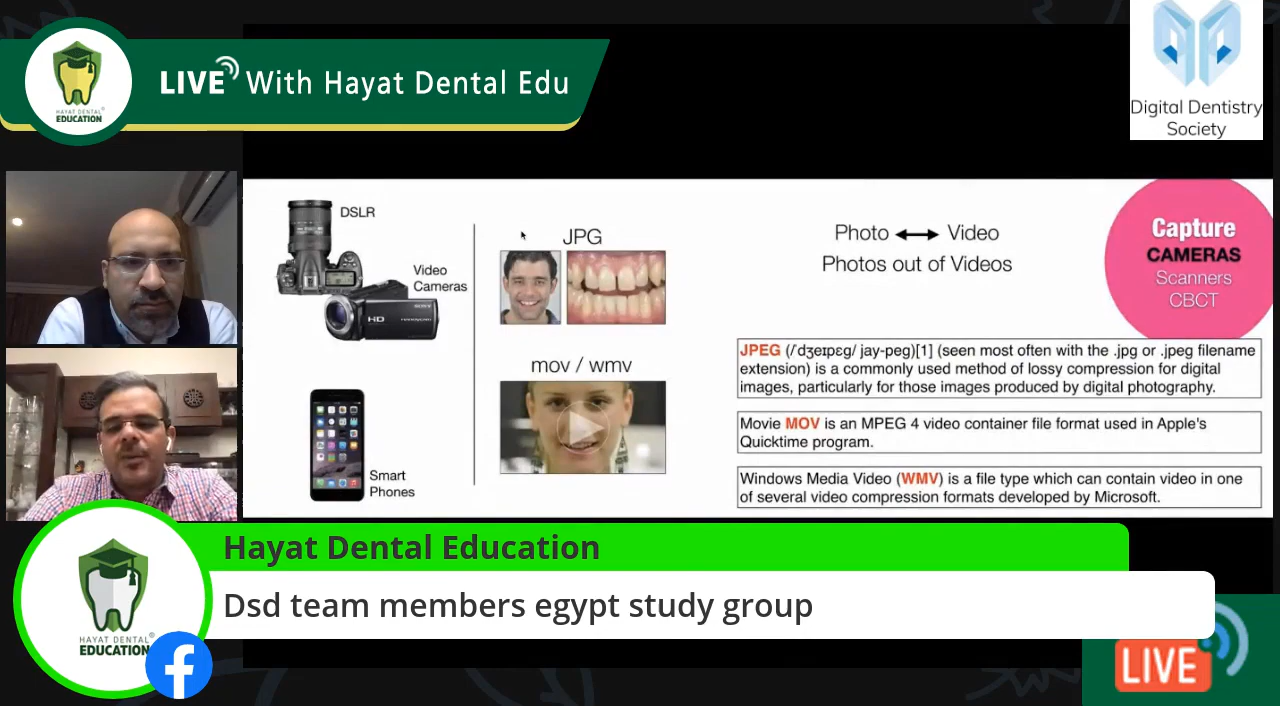 LIVE With Hayat Dental Edu
HAYAT DENTAL
EDUCATION
Digital Dentistry
Society
DSLR
Video
Cameras
HD
SONY
Smart
Phones
JPG
mov / wmv
Photo ↔ Video
Photos out of Videos
Capture
CAMERAS
Scanners
CBCT
JPEG (/ˈdʒeɪpɛɡ/ jay-peg)[1] (seen most often with the .jpg or .jpeg filename
extension) is a commonly used method of lossy compression for digital
images, particularly for those images produced by digital photography.
Movie MOV is an MPEG 4 video container file format used in Apple's
Quicktime program.
Windows Media Video (WMV) is a file type which can contain video in one
of several video compression formats developed by Microsoft.
Hayat Dental Education
Dsd team members egypt study group
HAYAT DENTAL
EDUCATION
LIVE